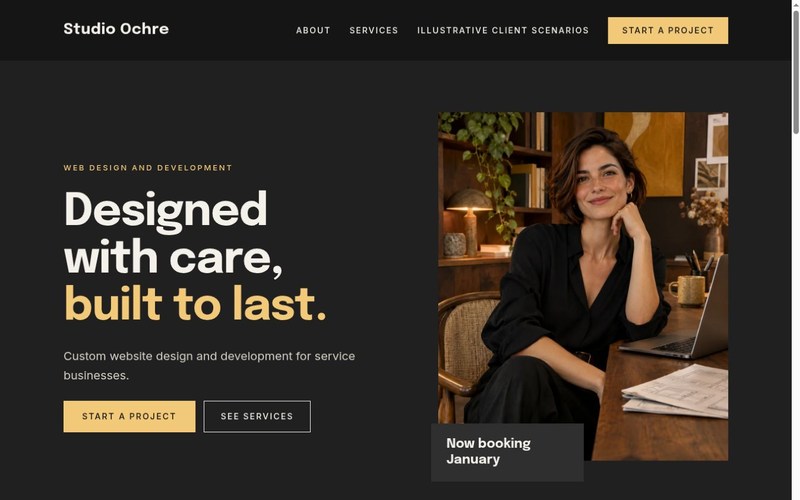 Studio Ochre
ABOUT
SERVICES
ILLUSTRATIVE CLIENT SCENARIOS
START A PROJECT
WEB DESIGN AND DEVELOPMENT
Designed
with care,
built to last.
Custom website design and development for service
businesses.
START A PROJECT
SEE SERVICES
Now booking
January